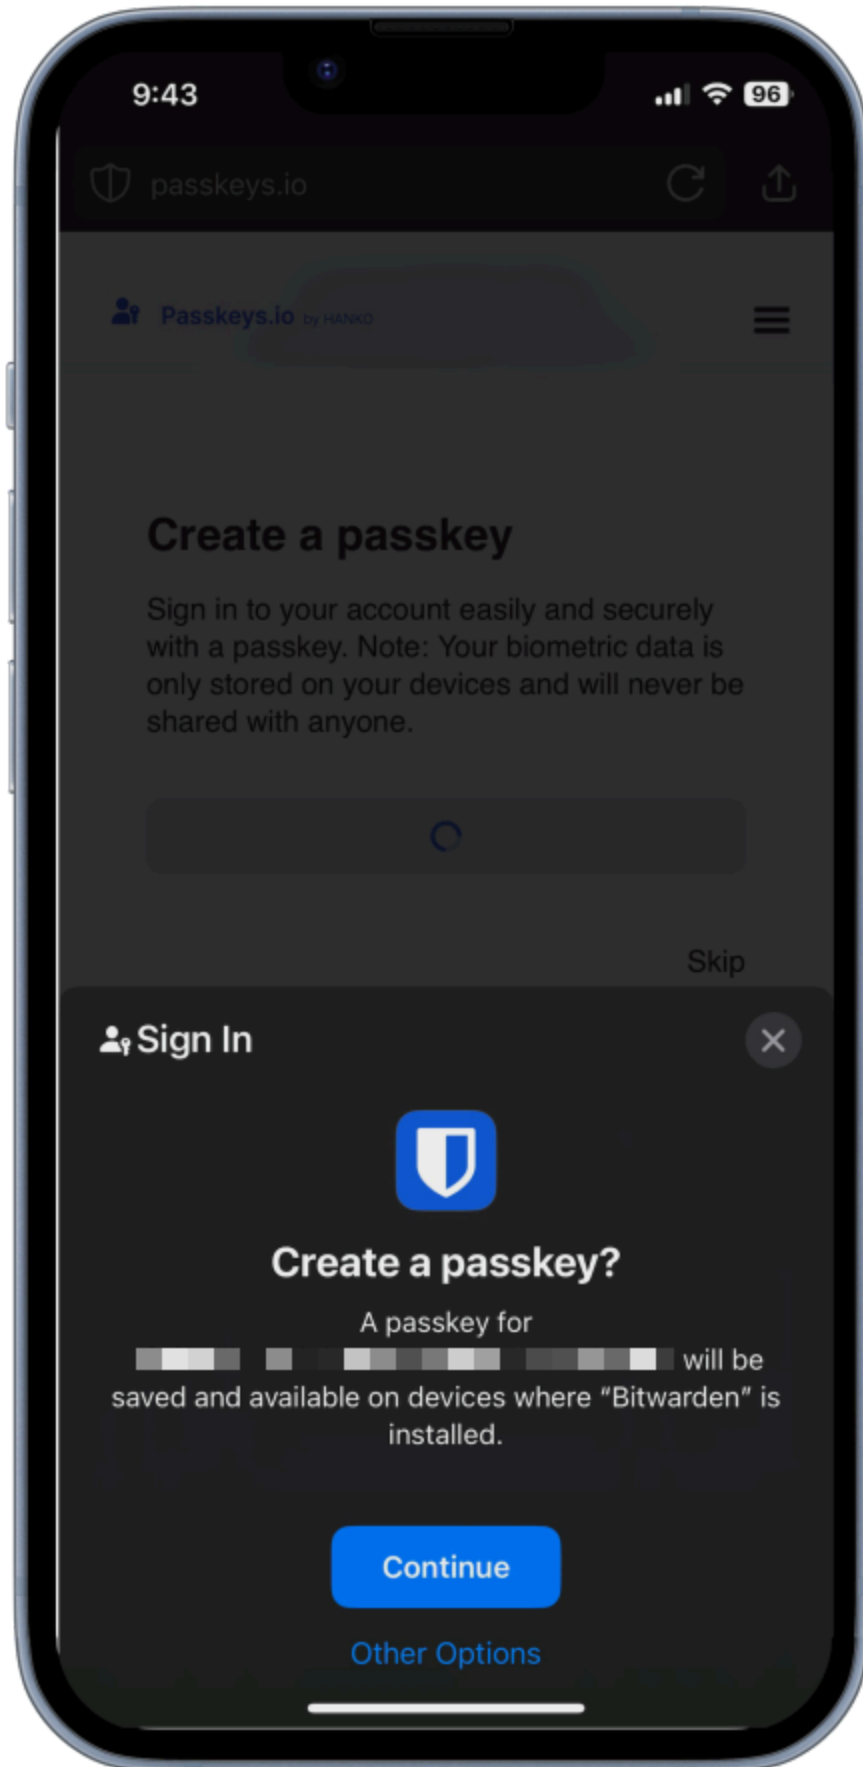 9:43
96
passkeys.io
Passkeys.io by HANKO
Create a passkey
Sign in to your account easily and securely
with a passkey. Note: Your biometric data is
only stored on your devices and will never be
shared with anyone.
Skip
Sign In
Create a passkey?
A passkey for
will be
saved and available on devices where “Bitwarden” is
installed.
Continue
Other Options